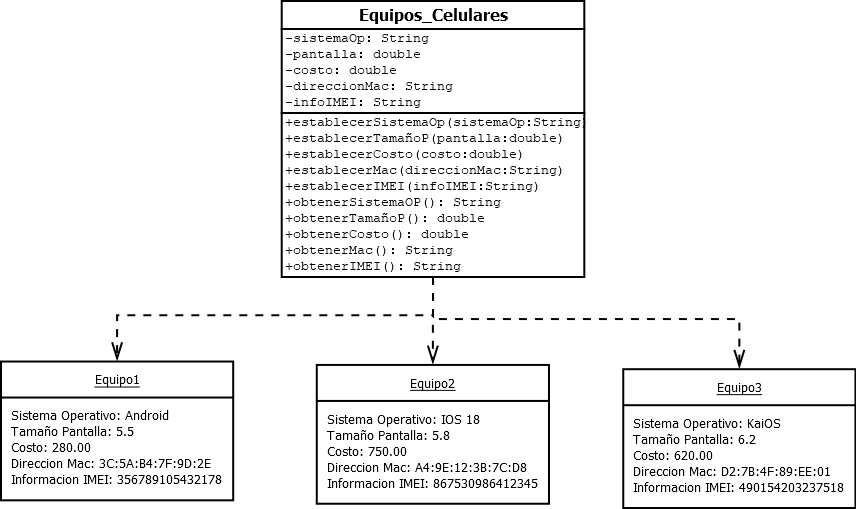 Equipos_Celulares
-sistemaOp: String
-pantalla: double
-costo: double
-direccionMac: String
-infoIMEI: String
+establecerSistemaOp(sistemaOp:String)
+establecerTamañoP(pantalla:double)
+establecerCosto(costo:double)
+establecerMac(direccionMac:String)
+establecerIMEI(infoIMEI:String)
+obtenerSistemaOP(): String
+obtenerTamañoP(): double
+obtenerCosto(): double
+obtenerMac(): String
+obtenerIMEI(): String
Equipo1
Sistema Operativo: Android
Tamaño Pantalla: 5.5
Costo: 280.00
Direccion Mac: 3C:5A:B4:7F:9D:2E
Informacion IMEI: 356789105432178
Equipo2
Sistema Operativo: IOS 18
Tamaño Pantalla: 5.8
Costo: 750.00
Direccion Mac: A4:9E:12:3B:7C:D8
Informacion IMEI: 867530986412345
Equipo3
Sistema Operativo: KaiOS
Tamaño Pantalla: 6.2
Costo: 620.00
Direccion Mac: D2:7B:4F:89:EE:01
Informacion IMEI: 490154203237518